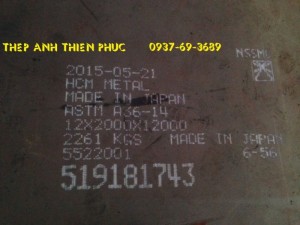 THEP ANH THIEN PHUC 0937-69-3689
NSSMC
2015-05-21
HCM METAL
MADE IN JAPAN
ASTM A36-14
12X2000X12000
2261 KGS MADE IN JAPAN
5522001 6-56
519181743